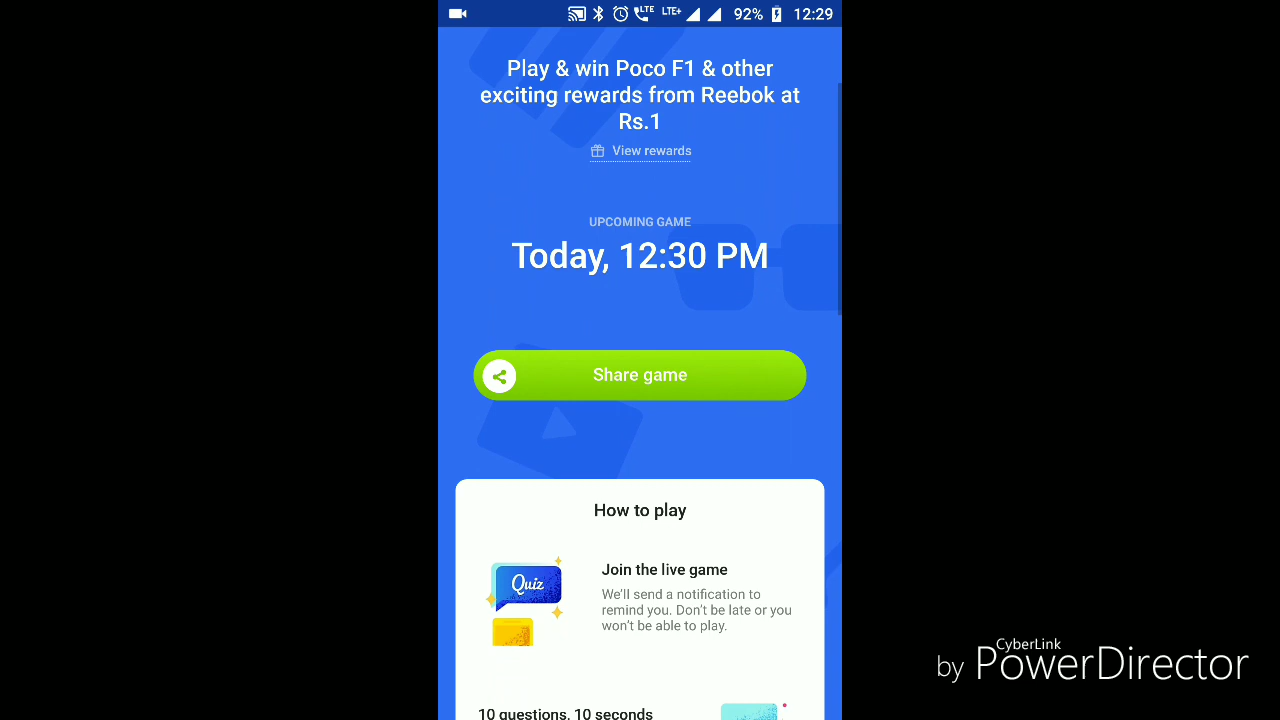 LTE LTE+ 92% 12:29
Play & win Poco F1 & other
exciting rewards from Reebok at
Rs.1
View rewards
UPCOMING GAME
Today, 12:30 PM
Share game
How to play
Quiz
Join the live game
We'll send a notification to
remind you. Don't be late or you
won't be able to play.
10 questions, 10 seconds
CyberLink
by PowerDirector